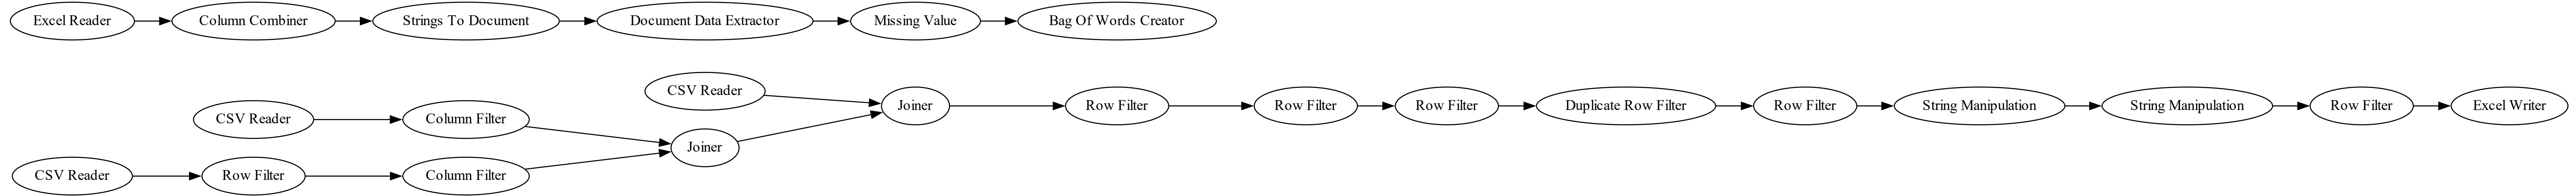 Excel Reader
Column Combiner
Strings To Document
Document Data Extractor
Missing Value
Bag Of Words Creator
CSV Reader
Joiner
Row Filter
Row Filter
Row Filter
Duplicate Row Filter
Row Filter
String Manipulation
String Manipulation
Row Filter
Excel Writer
CSV Reader
Column Filter
Joiner
CSV Reader
Row Filter
Column Filter